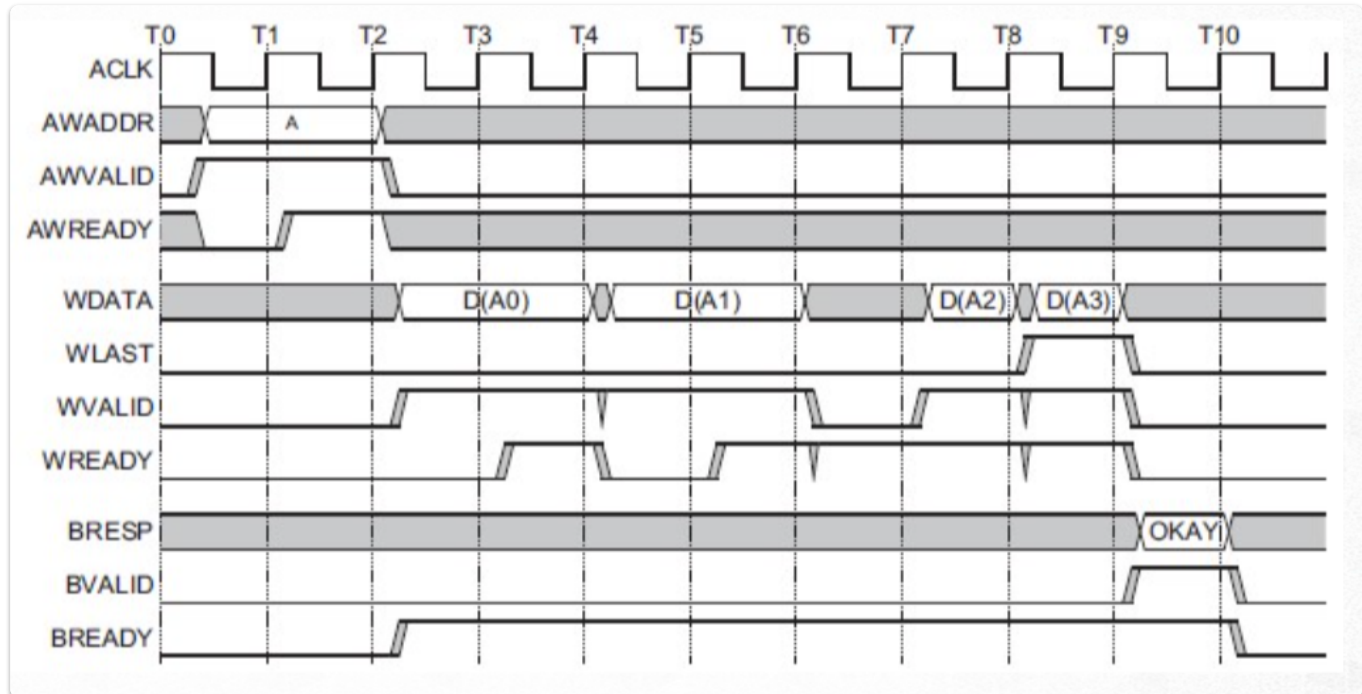 T0 T1 T2 T3 T4 T5 T6 T7 T8 T9 T10
ACLK
AWADDR A
AWVALID
AWREADY
WDATA D(A0) D(A1) D(A2) D(A3)
WLAST
WVALID
WREADY
BRESP OKAY
BVALID
BREADY